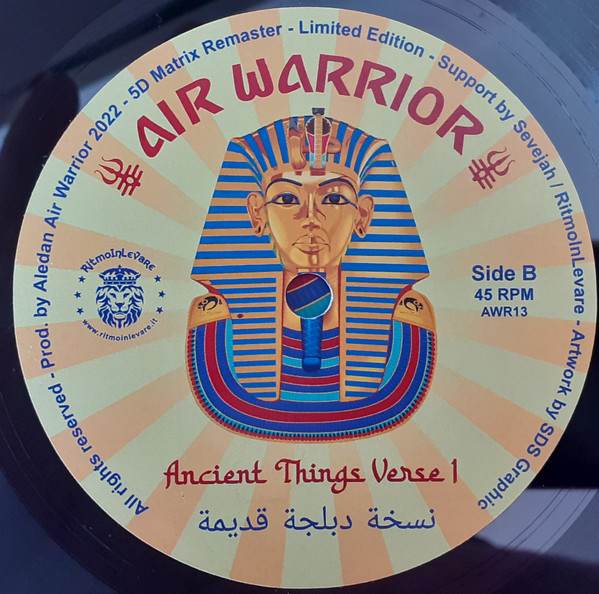 All rights reserved - Prod. by Aledan Air Warrior 2022 - 5D Matrix Remaster - Limited Edition - Support by Sevejah / RitmoInLevare - Artwork by SDS Graphic
AIR WARRIOR
RitmoInLevare
www.ritmoinlevare.it
Side B
45 RPM
AWR13
Ancient Things Verse 1
نسخة دبلجة قديمة